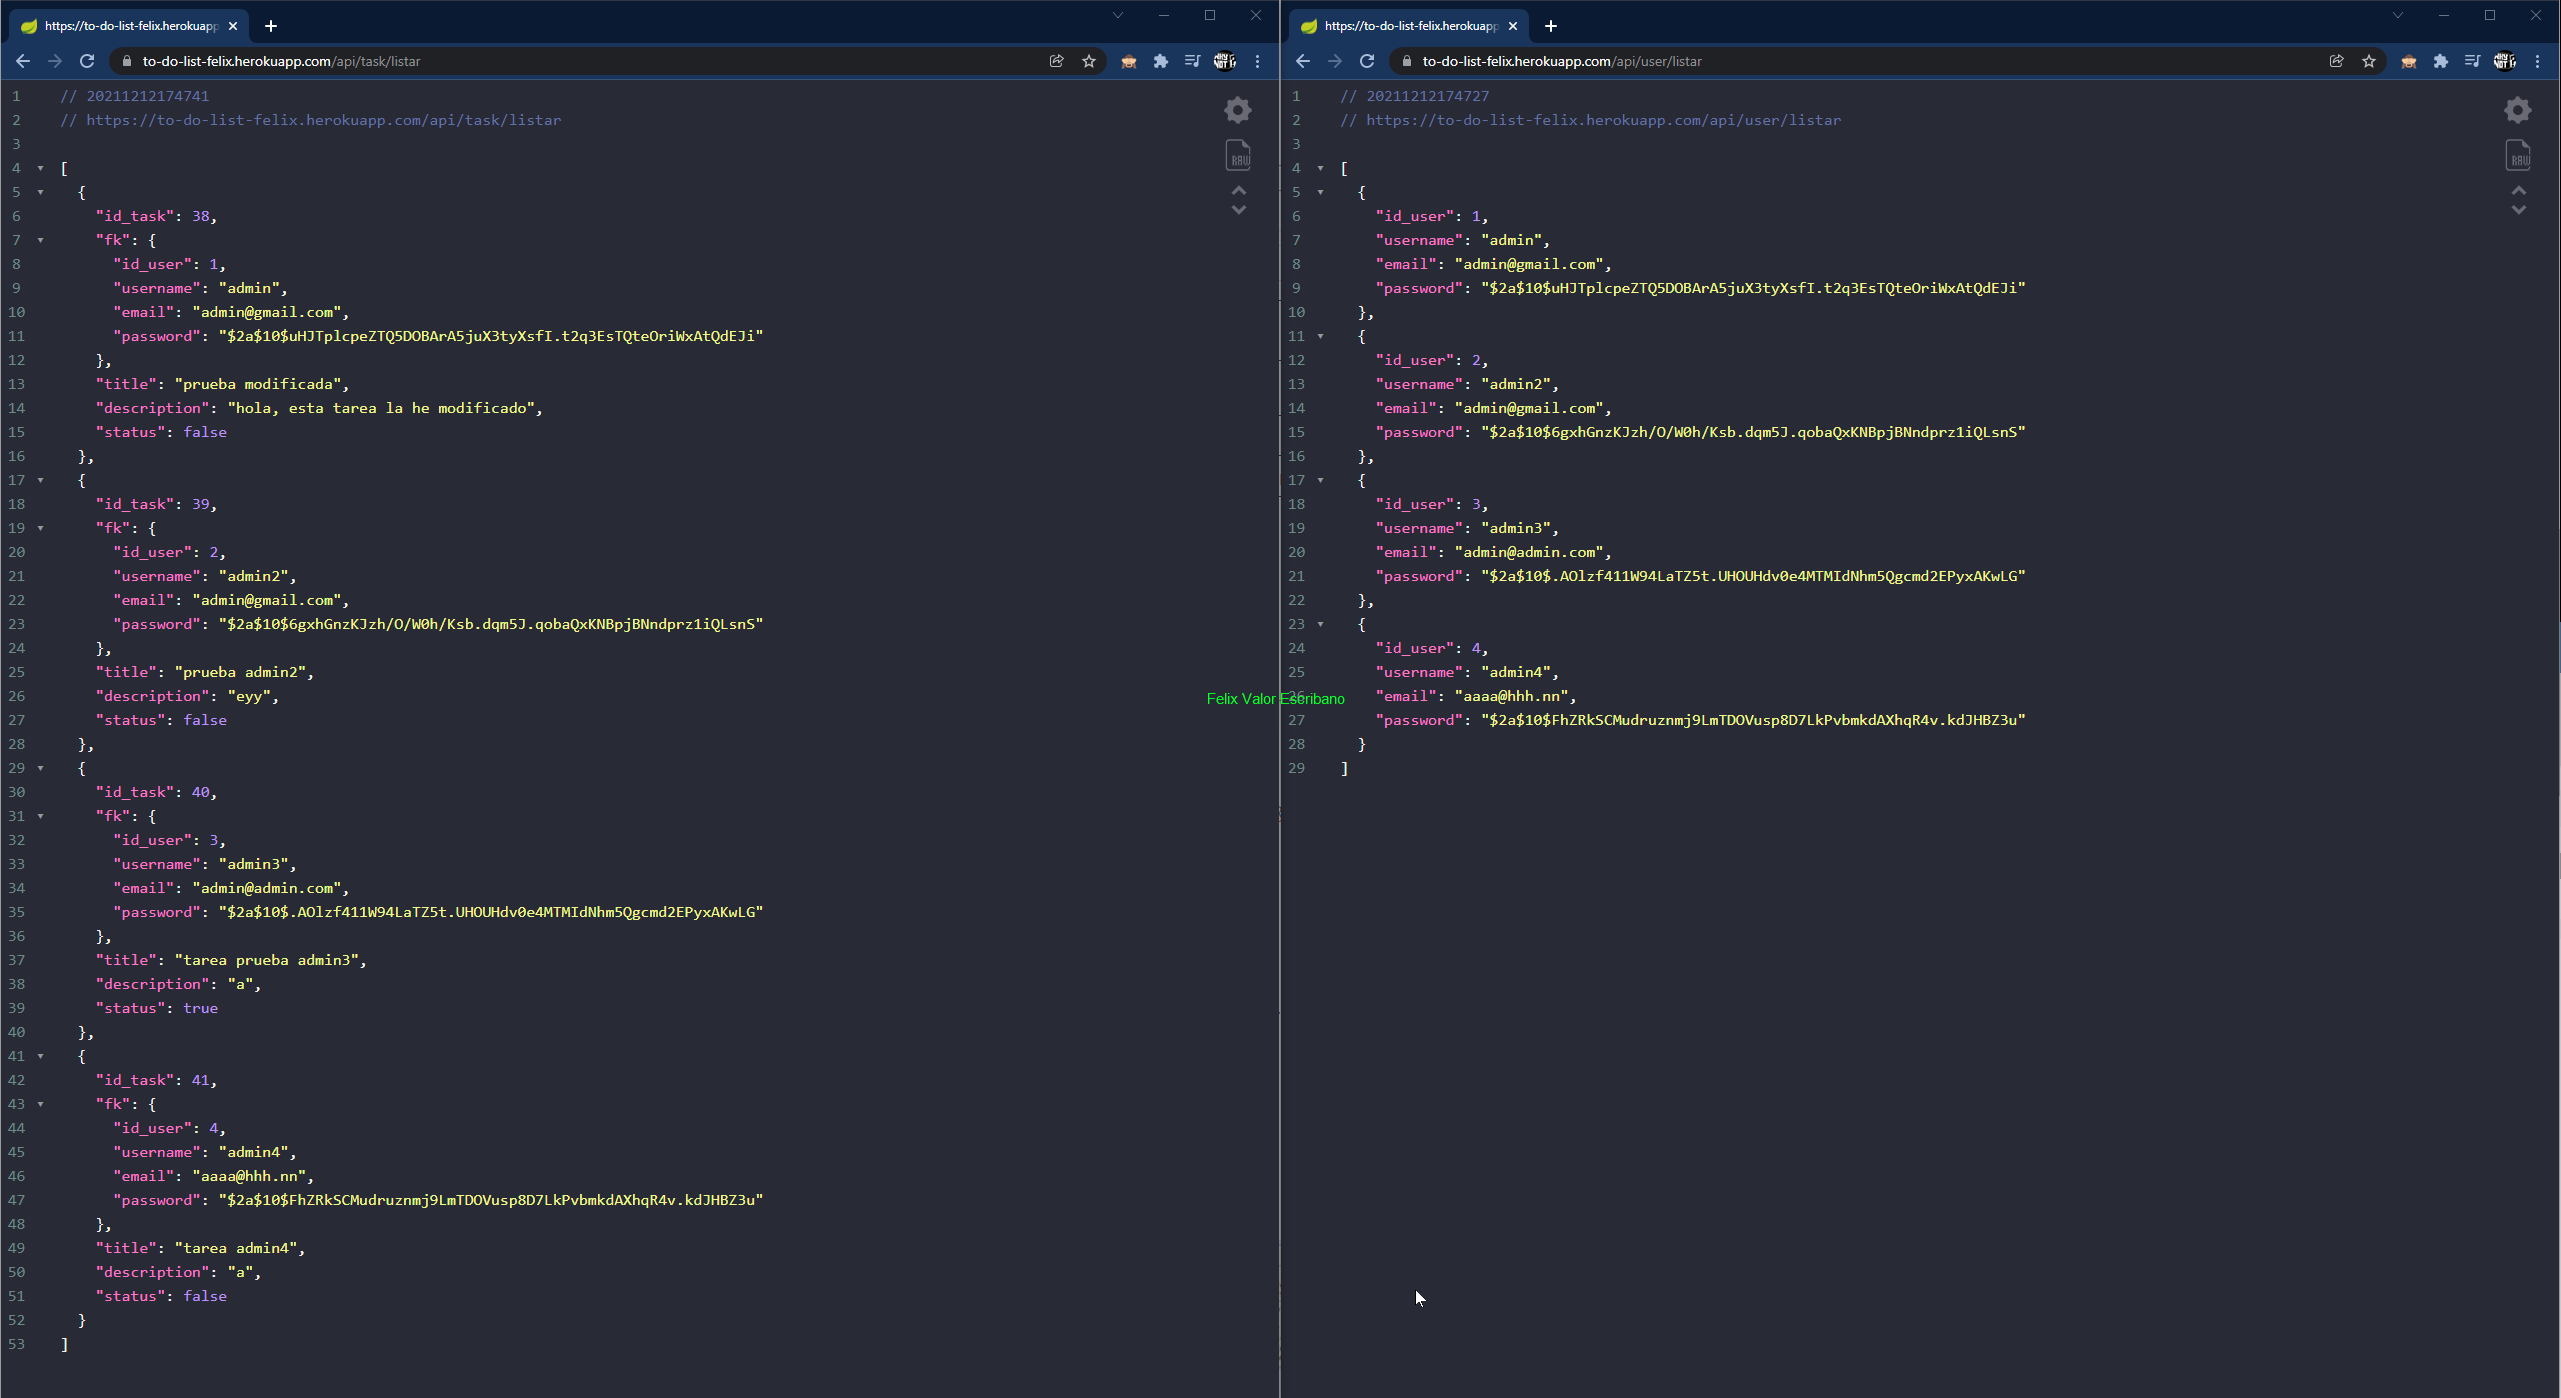 https://to-do-list-felix.herokuapp
to-do-list-felix.herokuapp.com/api/task/listar
1 // 20211212174741
2 // https://to-do-list-felix.herokuapp.com/api/task/listar
3
4 [
5 {
6 "id_task": 38,
7 "fk": {
8 "id_user": 1,
9 "username": "admin",
10 "email": "admin@gmail.com",
11 "password": "$2a$10$uHJTplcpeZTQ5DOBArA5juX3tyXsfI.t2q3EsTQteOriWxAtQdEJi"
12 },
13 "title": "prueba modificada",
14 "description": "hola, esta tarea la he modificado",
15 "status": false
16 },
17 {
18 "id_task": 39,
19 "fk": {
20 "id_user": 2,
21 "username": "admin2",
22 "email": "admin@gmail.com",
23 "password": "$2a$10$6gxhGnzKJzh/O/W0h/Ksb.dqm5J.qobaQxKNBpjBNndprz1iQLsnS"
24 },
25 "title": "prueba admin2",
26 "description": "eyy",
27 "status": false
28 },
29 {
30 "id_task": 40,
31 "fk": {
32 "id_user": 3,
33 "username": "admin3",
34 "email": "admin@admin.com",
35 "password": "$2a$10$.AOlzf411W94LaTZ5t.UHOUHdv0e4MTMIdNhm5Qgcmd2EPyxAKwLG"
36 },
37 "title": "tarea prueba admin3",
38 "description": "a",
39 "status": true
40 },
41 {
42 "id_task": 41,
43 "fk": {
44 "id_user": 4,
45 "username": "admin4",
46 "email": "aaaa@hhh.nn",
47 "password": "$2a$10$FhZRkSCMudruznmj9LmTDOVusp8D7LkPvbmkdAXhqR4v.kdJHBZ3u"
48 },
49 "title": "tarea admin4",
50 "description": "a",
51 "status": false
52 }
53 ]
RAW
Felix Valor Escribano
https://to-do-list-felix.herokuapp
to-do-list-felix.herokuapp.com/api/user/listar
1 // 20211212174727
2 // https://to-do-list-felix.herokuapp.com/api/user/listar
3
4 [
5 {
6 "id_user": 1,
7 "username": "admin",
8 "email": "admin@gmail.com",
9 "password": "$2a$10$uHJTplcpeZTQ5DOBArA5juX3tyXsfI.t2q3EsTQteOriWxAtQdEJi"
10 },
11 {
12 "id_user": 2,
13 "username": "admin2",
14 "email": "admin@gmail.com",
15 "password": "$2a$10$6gxhGnzKJzh/O/W0h/Ksb.dqm5J.qobaQxKNBpjBNndprz1iQLsnS"
16 },
17 {
18 "id_user": 3,
19 "username": "admin3",
20 "email": "admin@admin.com",
21 "password": "$2a$10$.AOlzf411W94LaTZ5t.UHOUHdv0e4MTMIdNhm5Qgcmd2EPyxAKwLG"
22 },
23 {
24 "id_user": 4,
25 "username": "admin4",
26 "email": "aaaa@hhh.nn",
27 "password": "$2a$10$FhZRkSCMudruznmj9LmTDOVusp8D7LkPvbmkdAXhqR4v.kdJHBZ3u"
28 }
29 ]
RAW